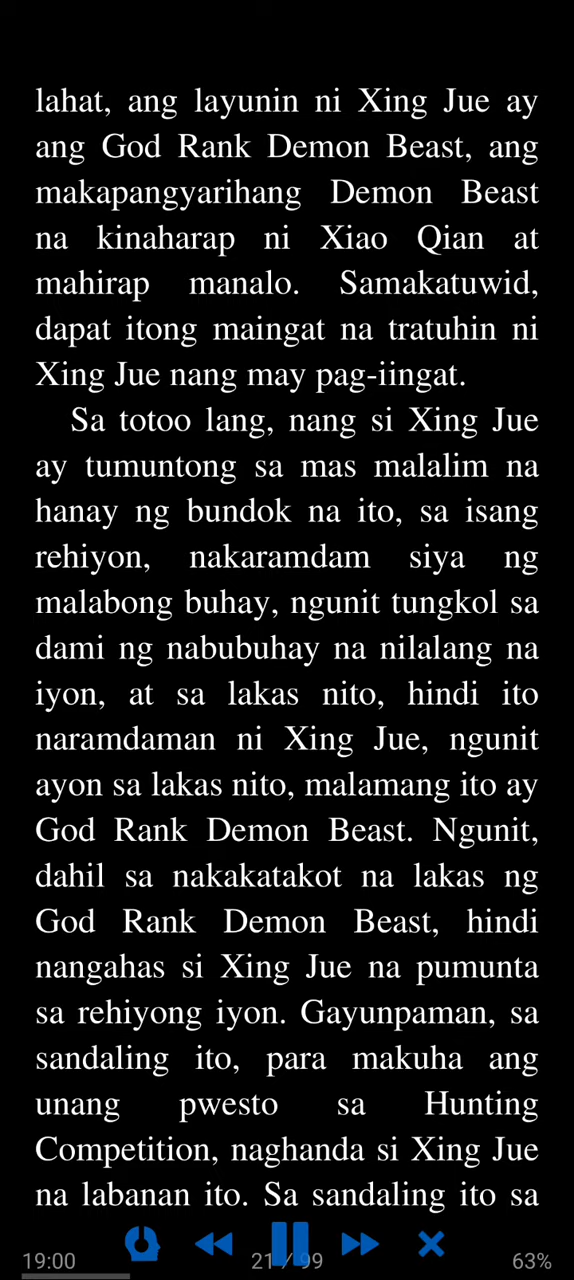 lahat, ang layunin ni Xing Jue ay
ang God Rank Demon Beast, ang
makapangyarihang Demon Beast
na kinaharap ni Xiao Qian at
mahirap manalo. Samakatuwid,
dapat itong maingat na tratuhin ni
Xing Jue nang may pag-iingat.
Sa totoo lang, nang si Xing Jue
ay tumuntong sa mas malalim na
hanay ng bundok na ito, sa isang
rehiyon, nakaramdam siya ng
malabong buhay, ngunit tungkol sa
dami ng nabubuhay na nilalang na
iyon, at sa lakas nito, hindi ito
naramdaman ni Xing Jue, ngunit
ayon sa lakas nito, malamang ito ay
God Rank Demon Beast. Ngunit,
dahil sa nakakatakot na lakas ng
God Rank Demon Beast, hindi
nangahas si Xing Jue na pumunta
sa rehiyong iyon. Gayunpaman, sa
sandaling ito, para makuha ang
unang pwesto sa Hunting
Competition, naghanda si Xing Jue
na labanan ito. Sa sandaling ito sa
19:00 21 / 99 63%